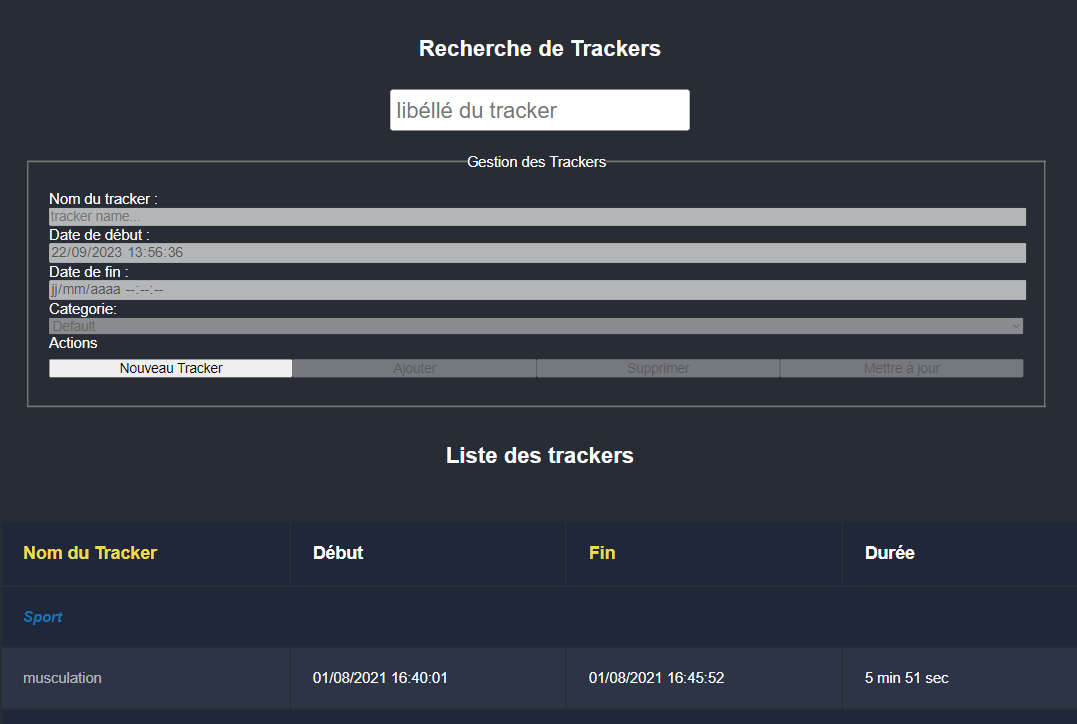 Recherche de Trackers
libéllé du tracker
Gestion des Trackers
Nom du tracker :
tracker name...
Date de début :
22/09/2023 13:56:36
Date de fin :
jj/mm/aaaa --:--:--
Categorie:
Default
Actions
Nouveau Tracker Ajouter Supprimer Mettre à jour
Liste des trackers
Nom du Tracker Début Fin Durée
Sport
musculation 01/08/2021 16:40:01 01/08/2021 16:45:52 5 min 51 sec